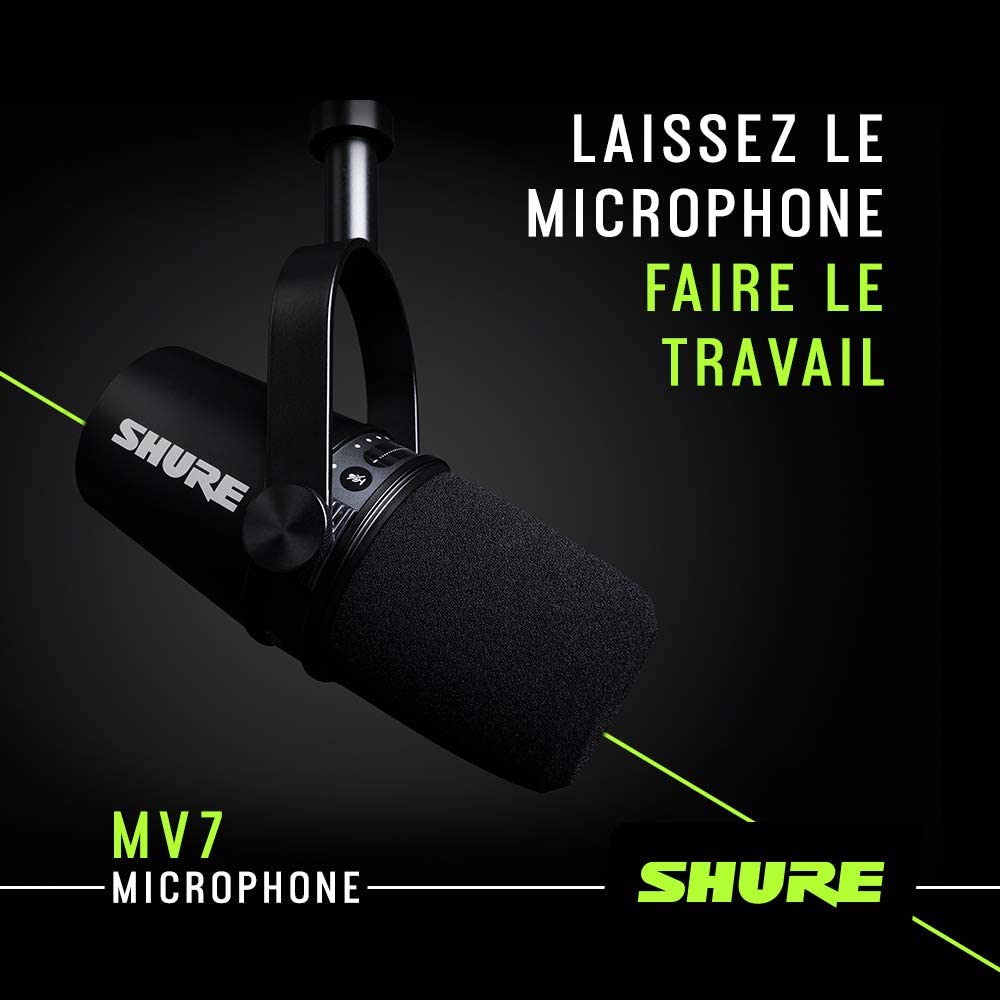 LAISSEZ LE
MICROPHONE
FAIRE LE
TRAVAIL
SHURE
MV7
MICROPHONE
SHURE